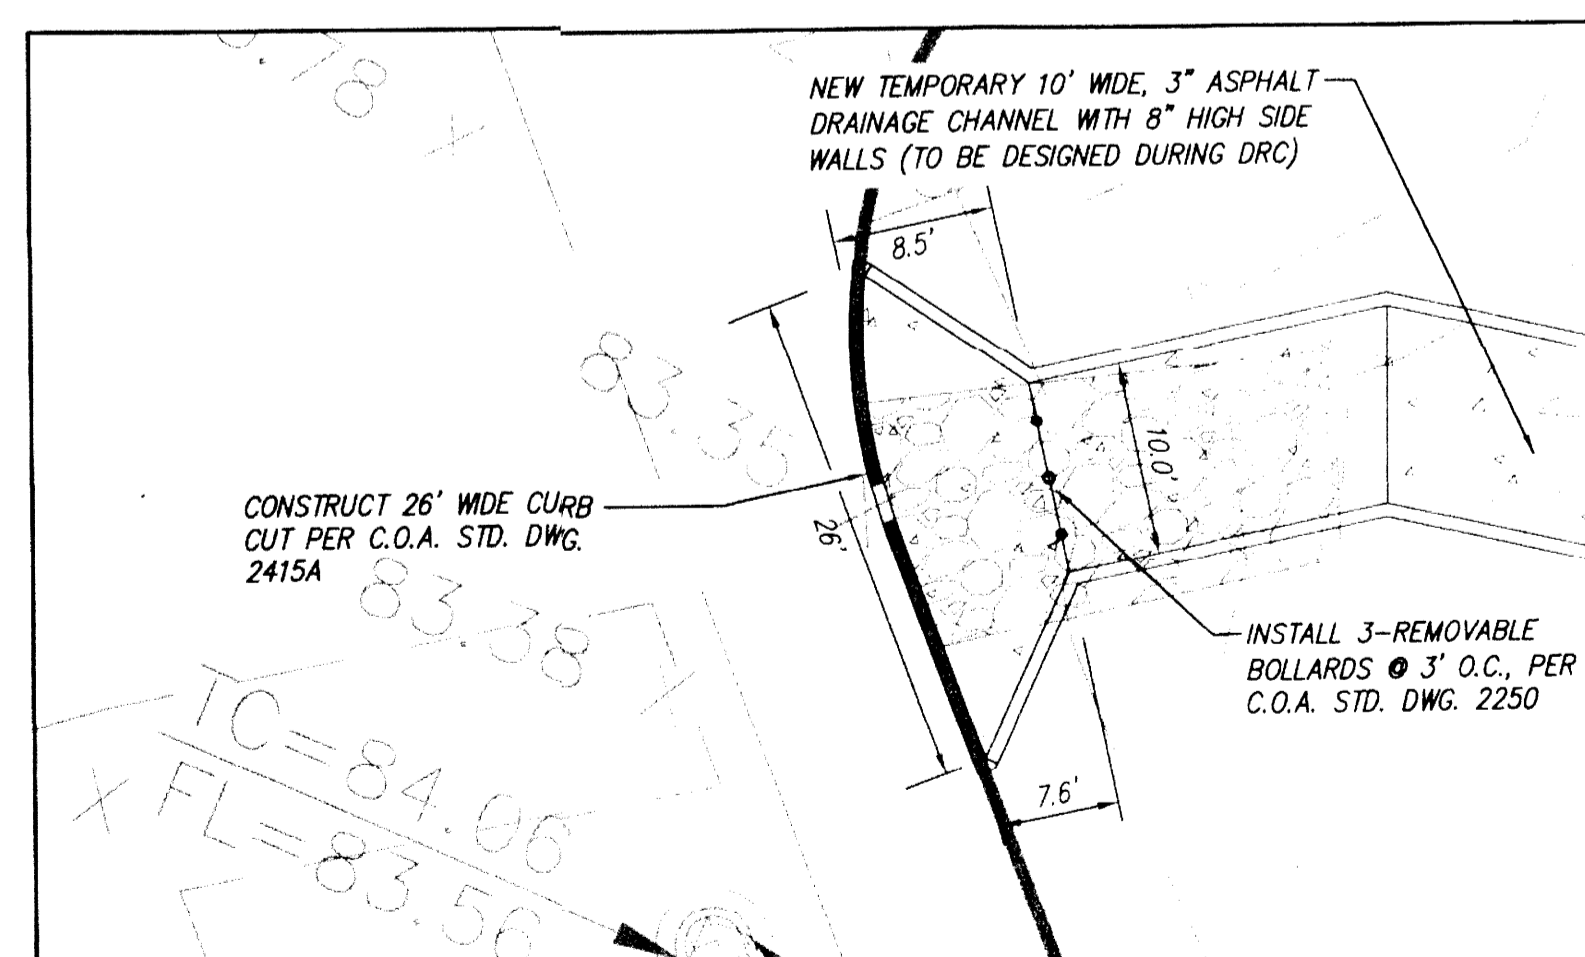 NEW TEMPORARY 10' WIDE, 3" ASPHALT
DRAINAGE CHANNEL WITH 8" HIGH SIDE
WALLS (TO BE DESIGNED DURING DRC)
8.5'
83.35
10.0'
CONSTRUCT 26' WIDE CURB
CUT PER C.O.A. STD. DWG.
2415A
26'
83.38
INSTALL 3-REMOVABLE
BOLLARDS @ 3' O.C., PER
C.O.A. STD. DWG. 2250
TC=84.06
FL=83.56
7.6'